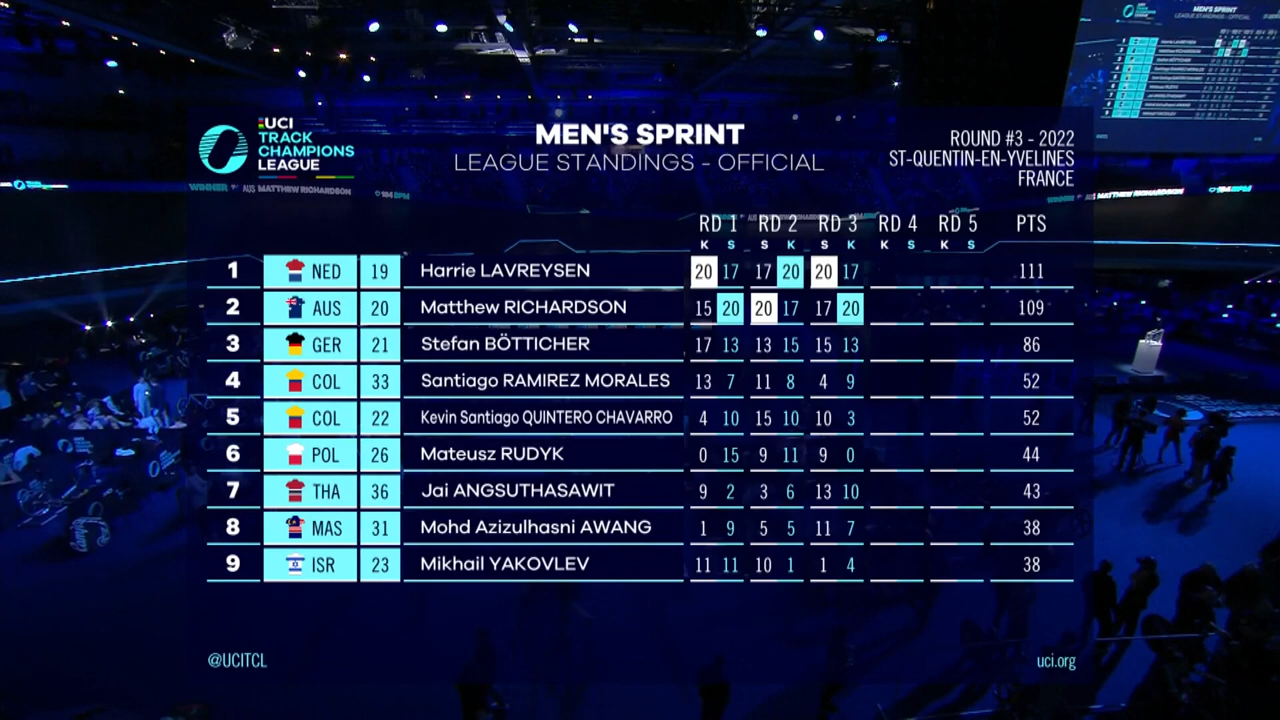 UCI
TRACK
CHAMPIONS
LEAGUE
MEN'S SPRINT
LEAGUE STANDINGS - OFFICIAL
ROUND #3 - 2022
ST-QUENTIN-EN-YVELINES
FRANCE
WINNER AUS MATTHEW RICHARDSON 184 BPM
RD 1 RD 2 RD 3 RD 4 RD 5 PTS
K S S K S K K S K S
1 NED 19 Harrie LAVREYSEN 20 17 17 20 20 17 111
2 AUS 20 Matthew RICHARDSON 15 20 20 17 17 20 109
3 GER 21 Stefan BÖTTICHER 17 13 13 15 15 13 86
4 COL 33 Santiago RAMIREZ MORALES 13 7 11 8 4 9 52
5 COL 22 Kevin Santiago QUINTERO CHAVARRO 4 10 15 10 10 3 52
6 POL 26 Mateusz RUDYK 0 15 9 11 9 0 44
7 THA 36 Jai ANGSUTHASAWIT 9 2 3 6 13 10 43
8 MAS 31 Mohd Azizulhasni AWANG 1 9 5 5 11 7 38
9 ISR 23 Mikhail YAKOVLEV 11 11 10 1 1 4 38
@UCITCL
uci.org